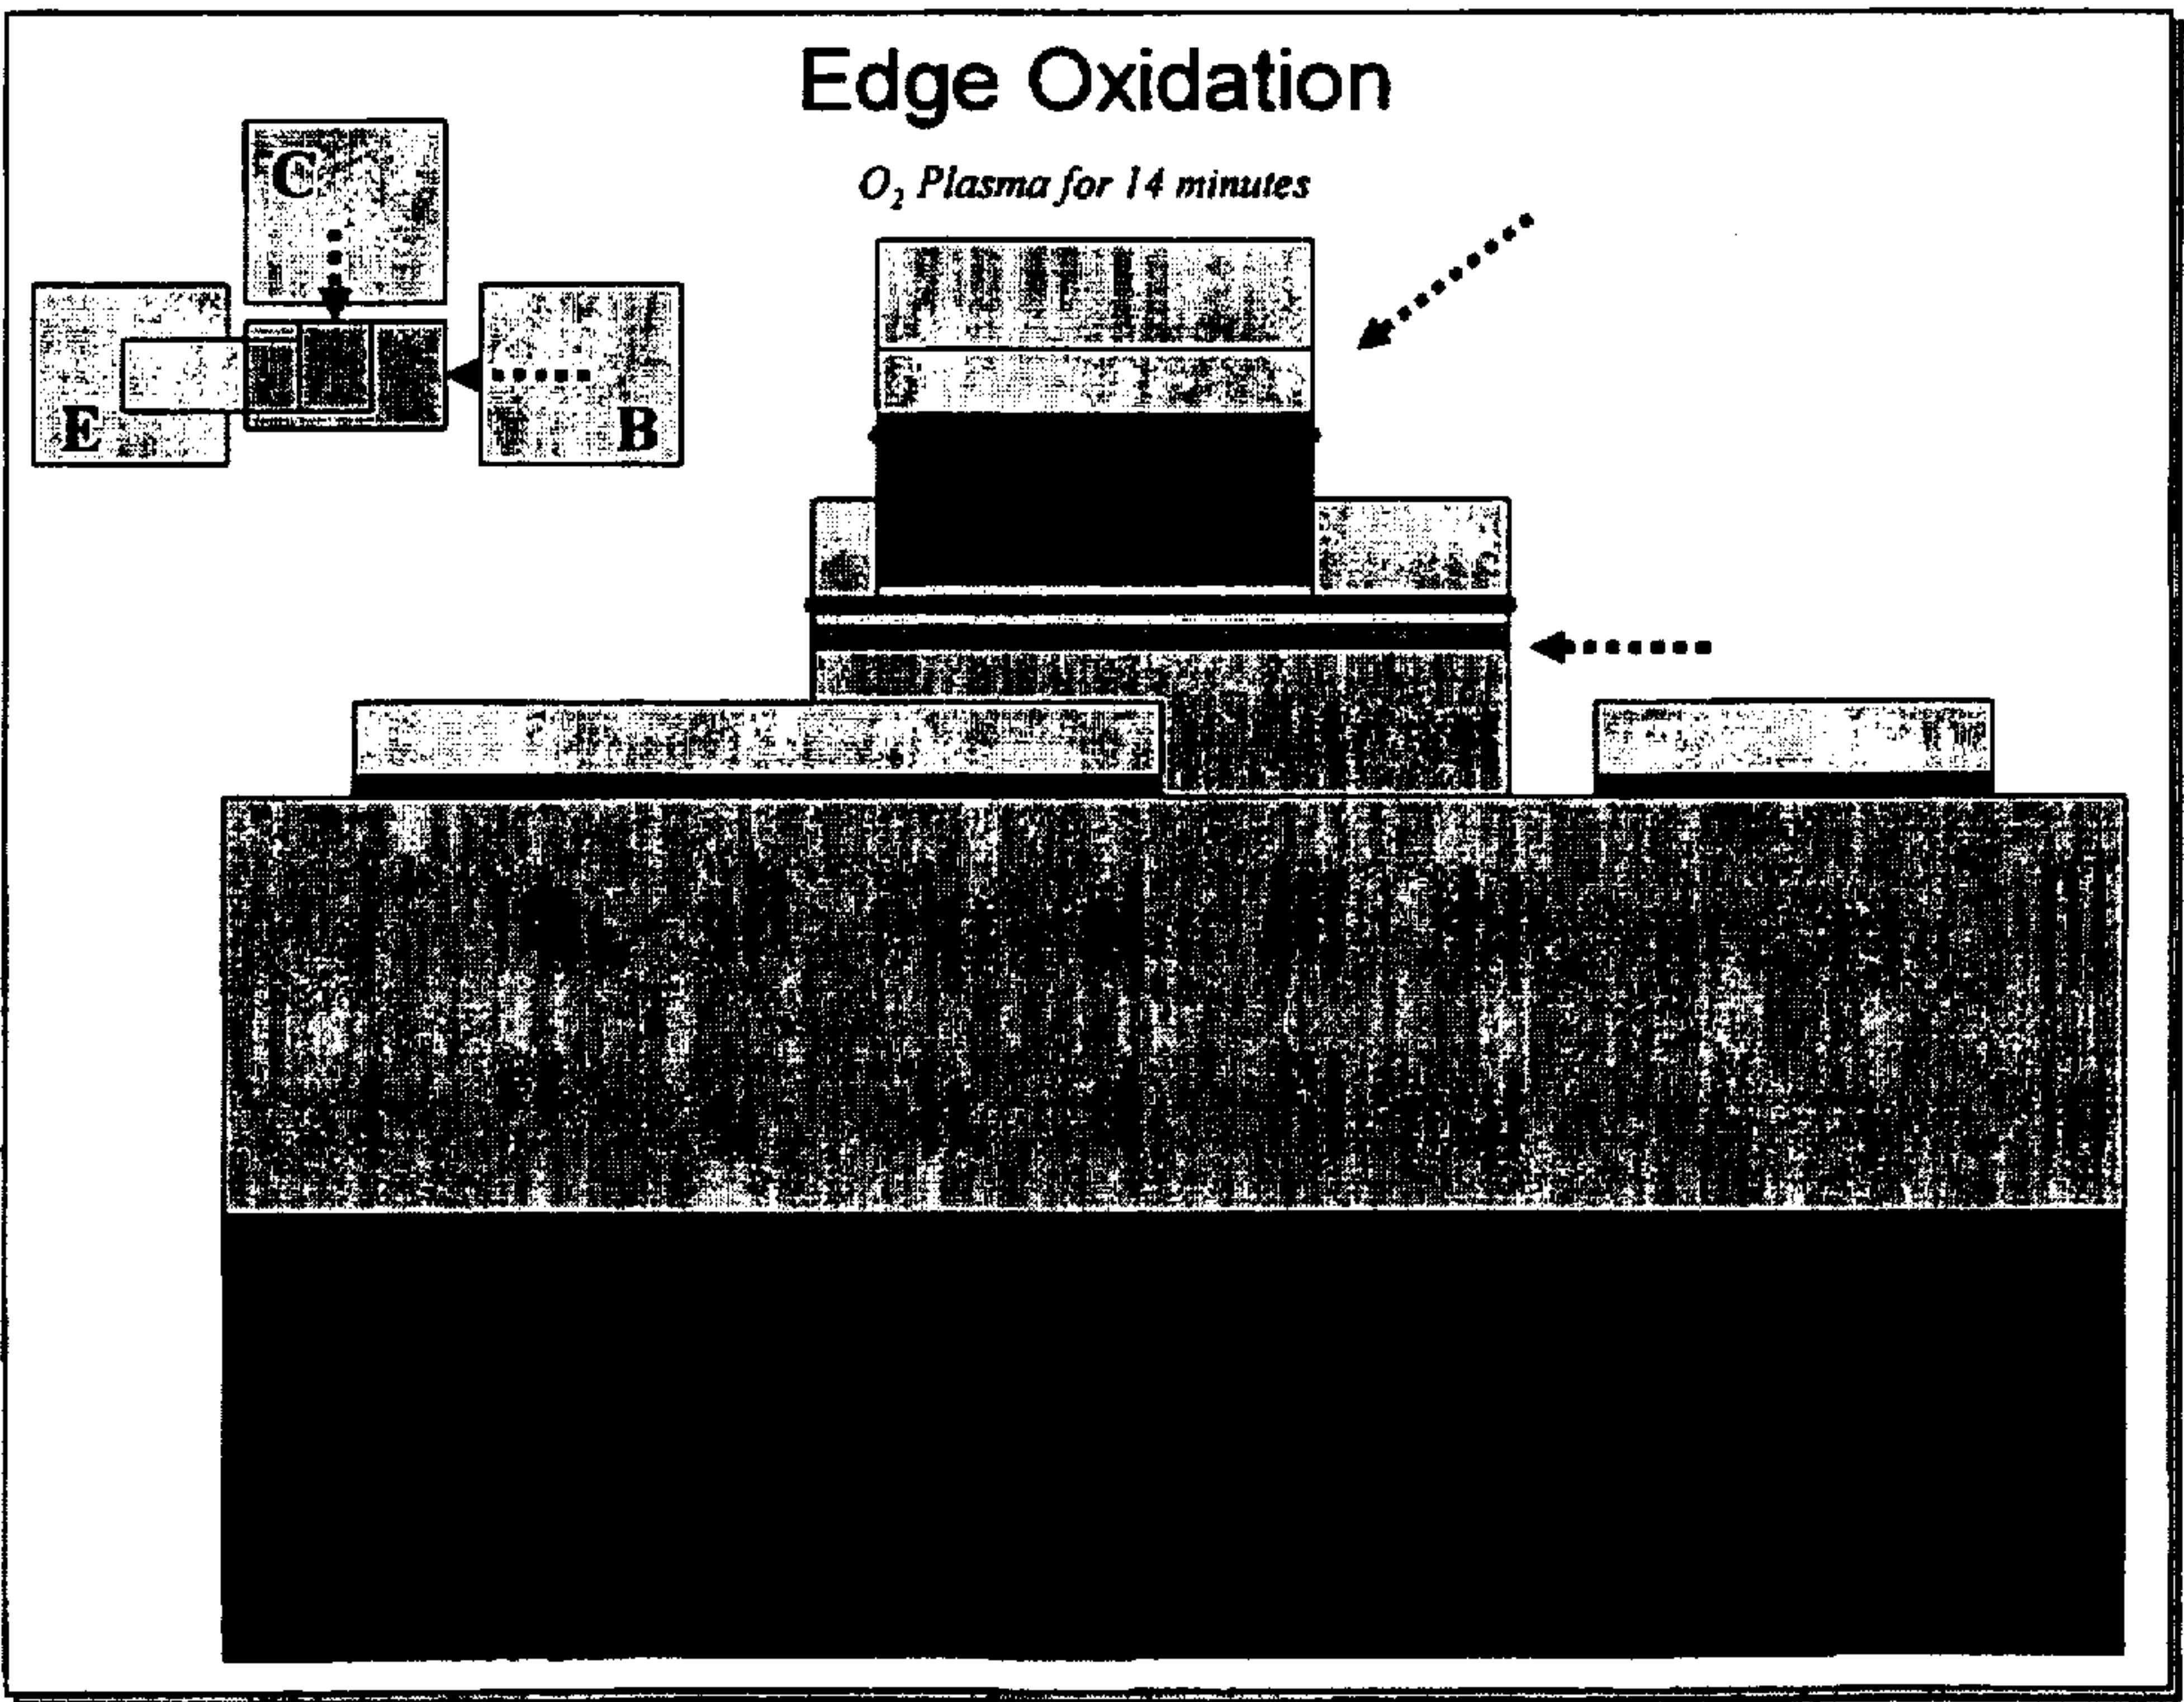 Edge Oxidation
O₂ Plasma for 14 minutes
C
E
B